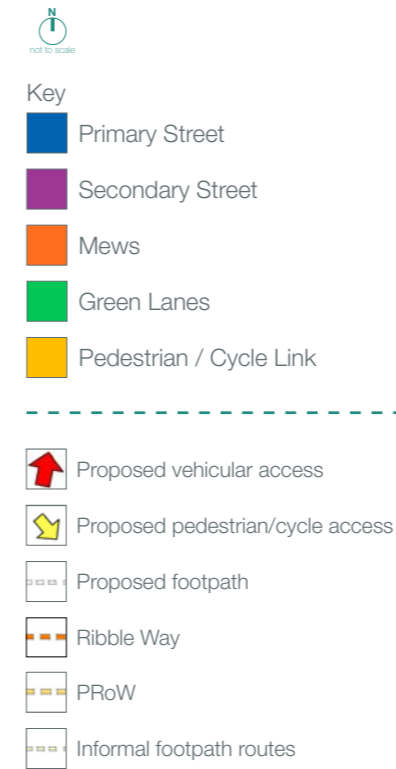 N
not to scale
Key
Primary Street
Secondary Street
Mews
Green Lanes
Pedestrian / Cycle Link
Proposed vehicular access
Proposed pedestrian/cycle access
Proposed footpath
Ribble Way
PRoW
Informal footpath routes